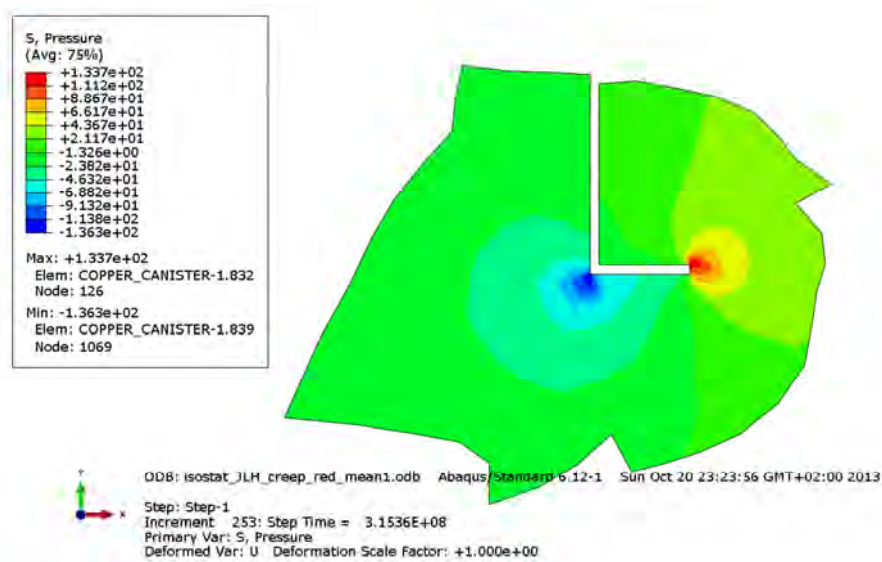 S, Pressure
(Avg: 75%)
+1.337e+02
+1.112e+02
+8.867e+01
+6.617e+01
+4.367e+01
+2.117e+01
-1.326e+00
-2.382e+01
-4.632e+01
-6.882e+01
-9.132e+01
-1.138e+02
-1.363e+02
Max: +1.337e+02
Elem: COPPER_CANISTER-1.832
Node: 126
Min: -1.363e+02
Elem: COPPER_CANISTER-1.839
Node: 1069
ODB: isostat_JLH_creep_red_mean1.odb Abaqus/Standard 6.12-1 Sun Oct 20 23:23:56 GMT+02:00 2013
Y
X
Step: Step-1
Increment 253: Step Time = 3.1536E+08
Primary Var: S, Pressure
Deformed Var: U Deformation Scale Factor: +1.000e+00